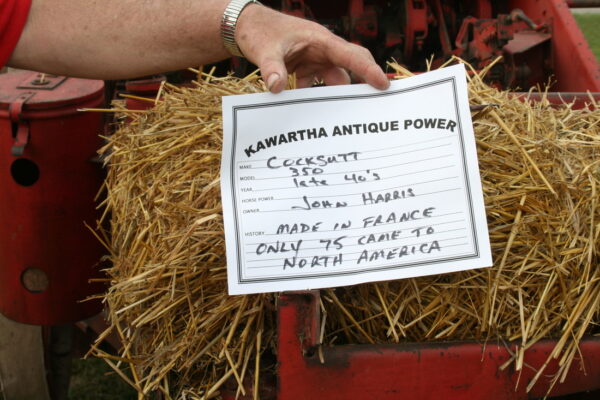 KAWARTHA ANTIQUE POWER
MAKE COCKSUTT
MODEL 350
YEAR late 40's
HORSE POWER
OWNER JOHN HARRIS
HISTORY MADE IN FRANCE
ONLY 75 CAME TO
NORTH AMERICA